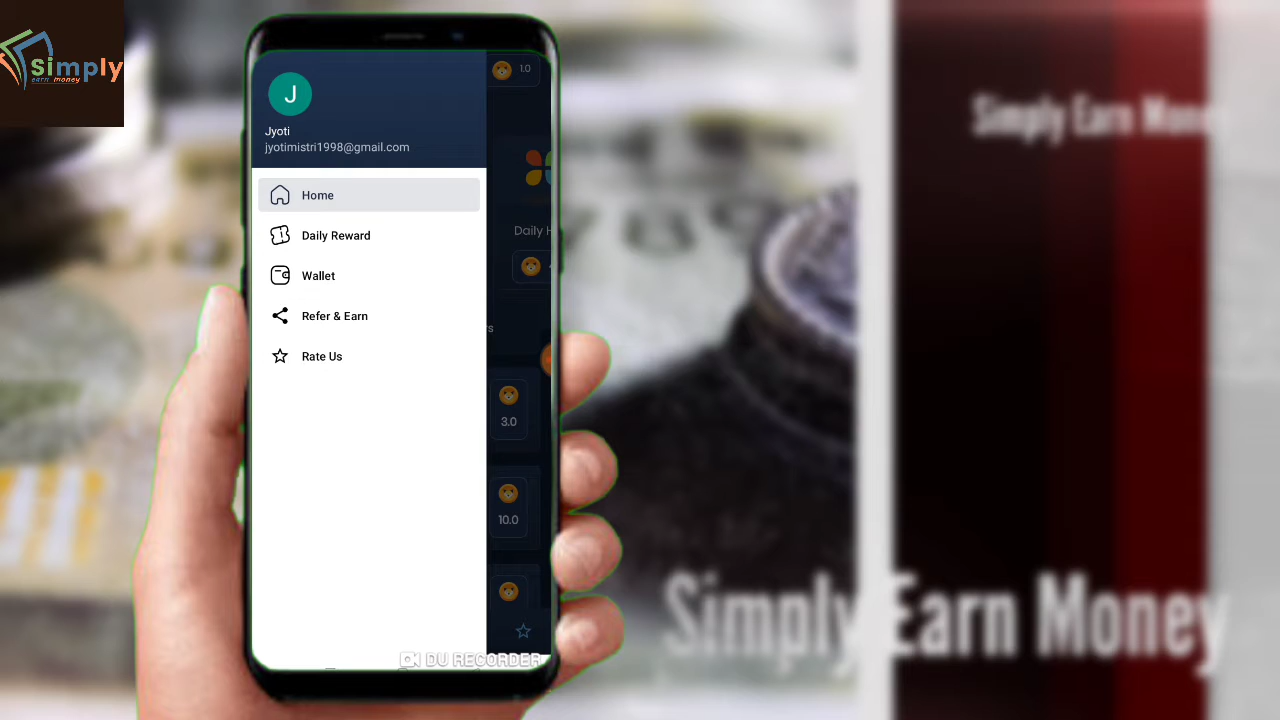 Simply
earn money
1.0
J
Jyoti
jyotimistri1998@gmail.com
Home
Daily Reward
Wallet
Refer & Earn
Rate Us
Daily
3.0
10.0
DU RECORDER
Simply Earn Money
Simply Earn Money